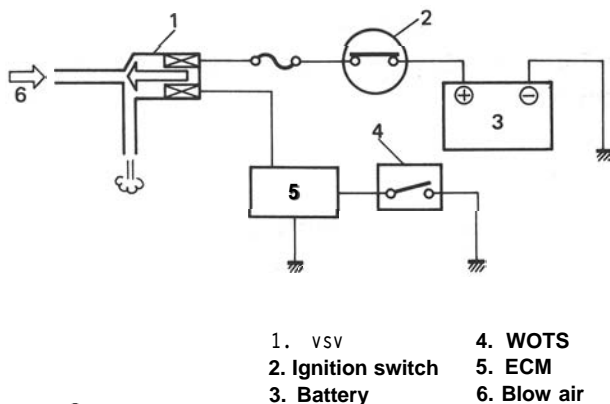 1
2
6
⊕
⊖
3
4
5
1. VSV
2. Ignition switch
3. Battery
4. WOTS
5. ECM
6. Blow air